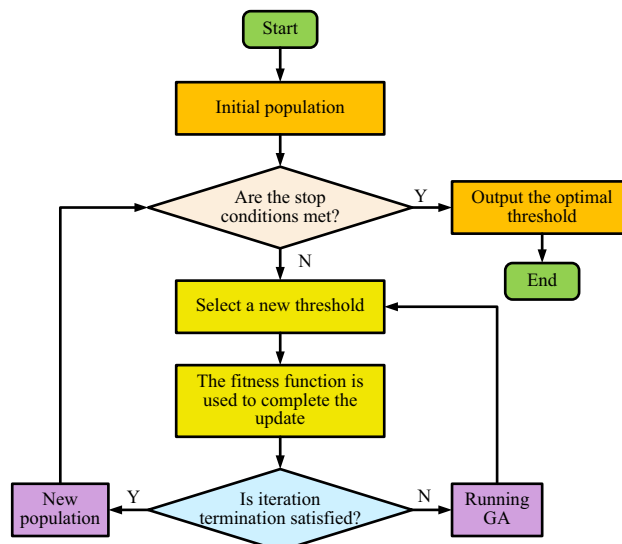 Start
Initial population
Are the stop
conditions met?
Y
Output the optimal
threshold
N
End
Select a new threshold
The fitness function is
used to complete the
update
New
population
Y
Is iteration
termination satisfied?
N
Running
GA